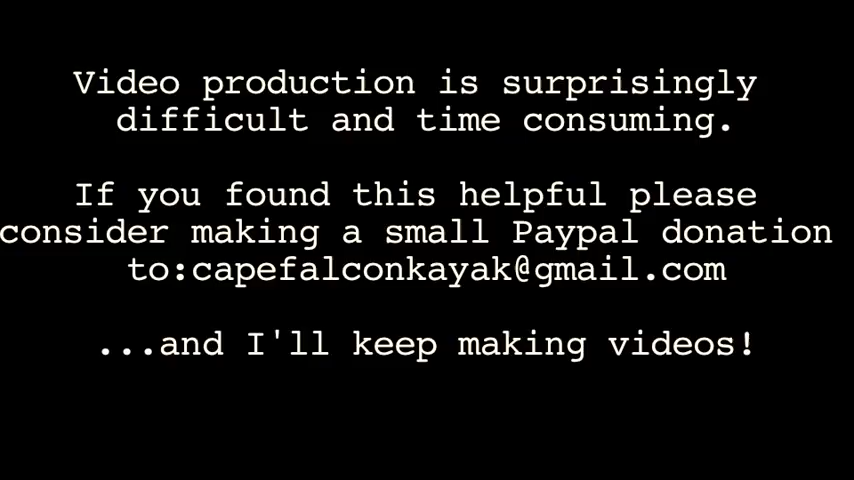 Video production is surprisingly
difficult and time consuming.
If you found this helpful please
consider making a small Paypal donation
to:capefalconkayak@gmail.com
...and I'll keep making videos!